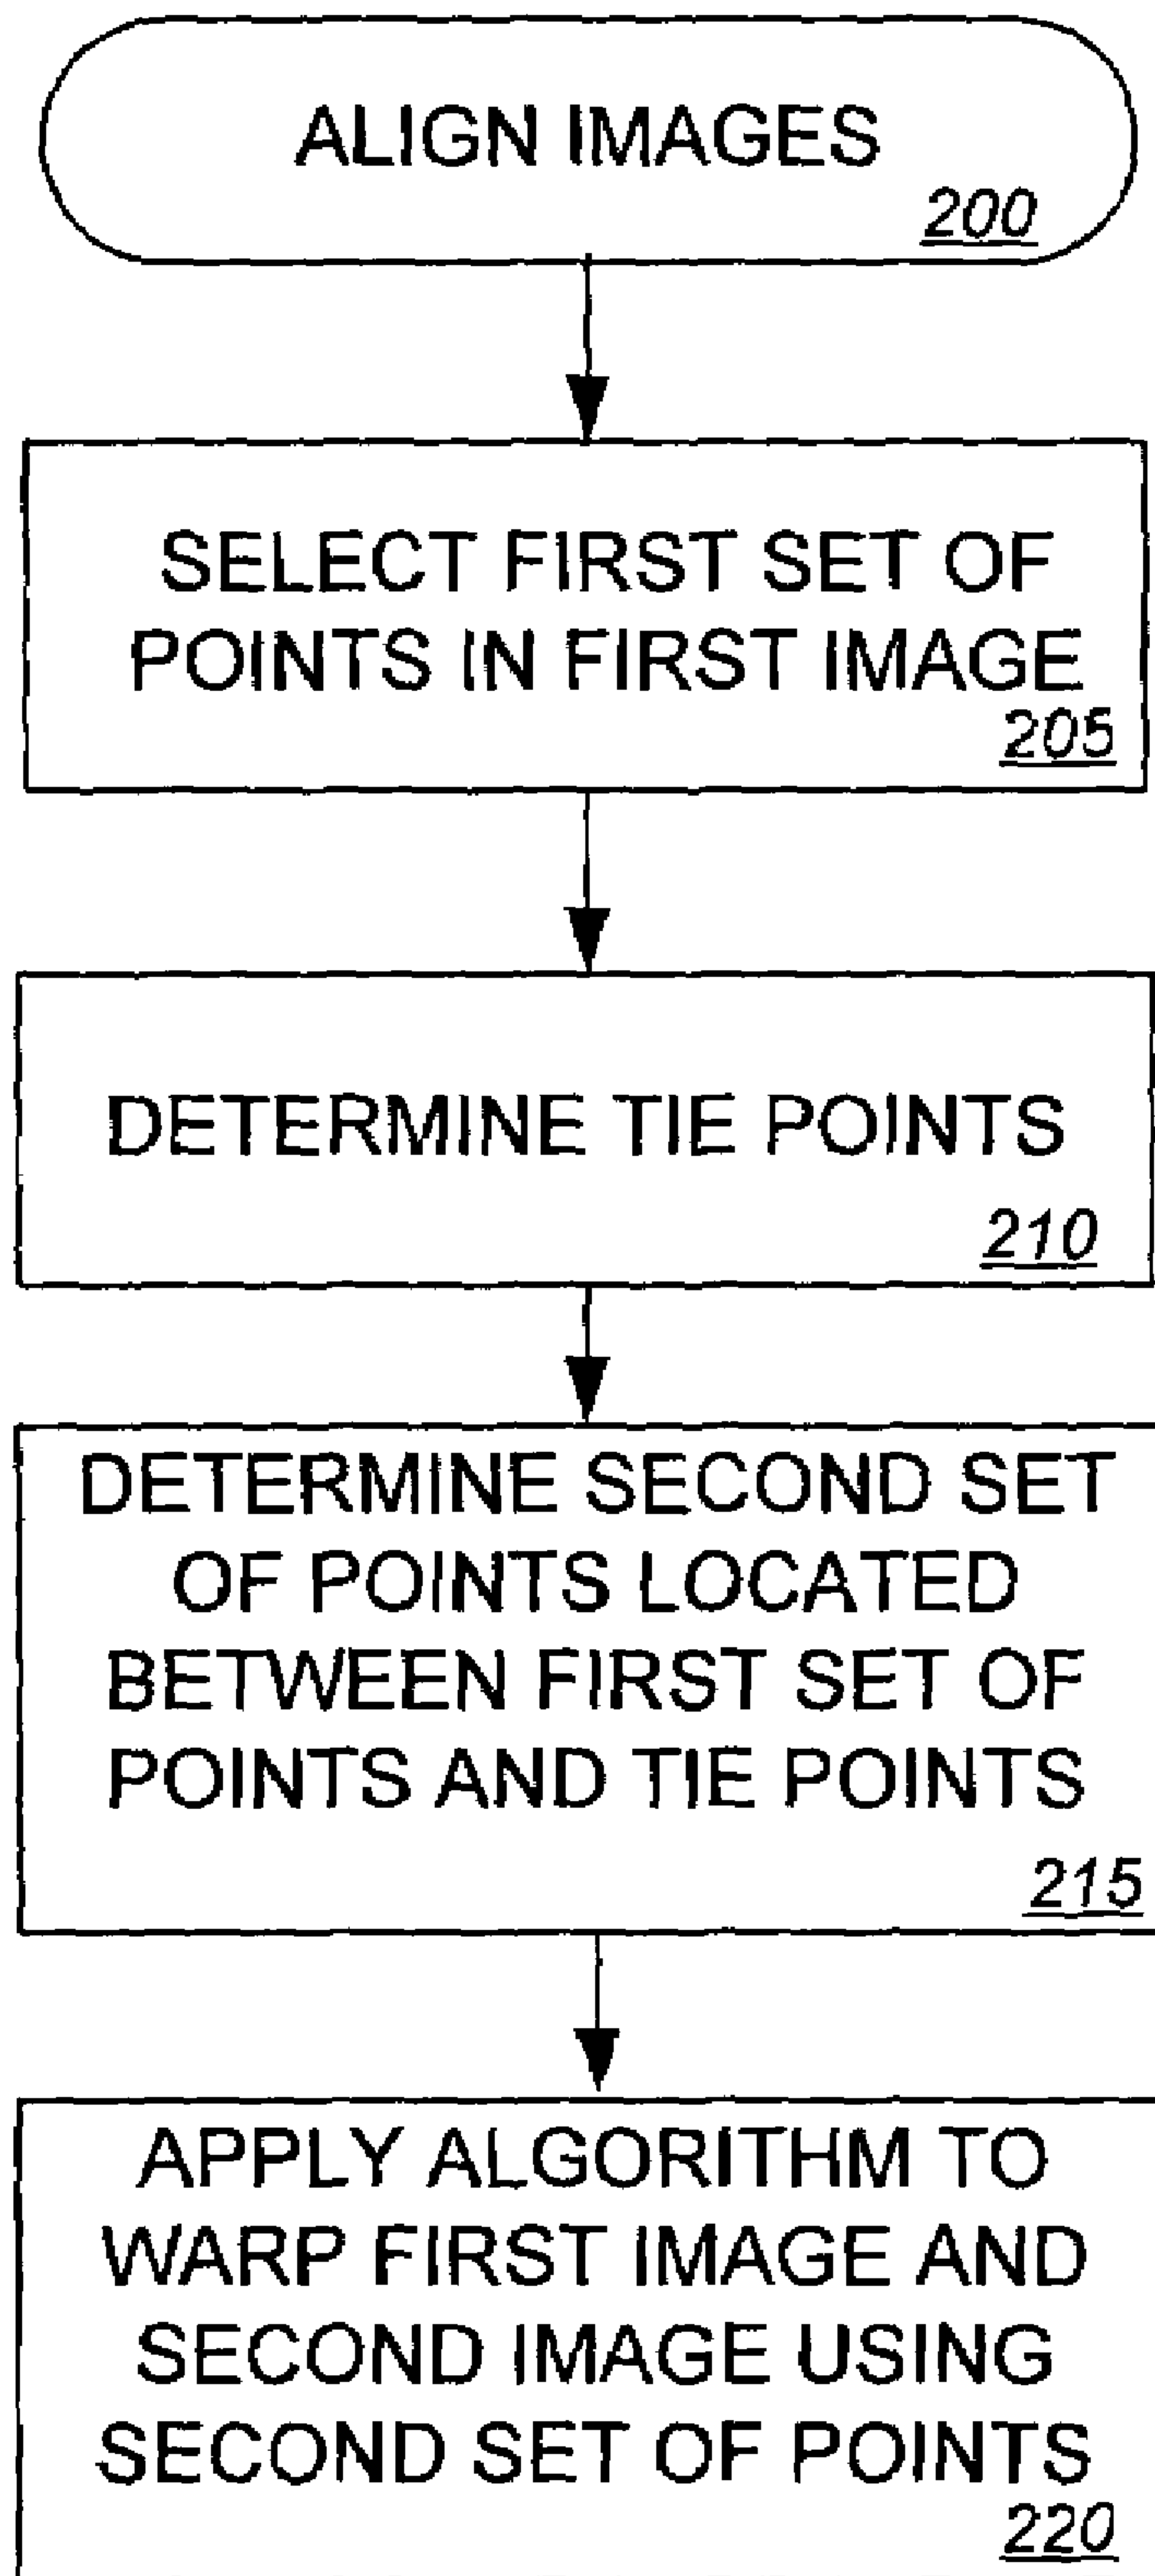 ALIGN IMAGES
200
SELECT FIRST SET OF
POINTS IN FIRST IMAGE
205
DETERMINE TIE POINTS
210
DETERMINE SECOND SET
OF POINTS LOCATED
BETWEEN FIRST SET OF
POINTS AND TIE POINTS
215
APPLY ALGORITHM TO
WARP FIRST IMAGE AND
SECOND IMAGE USING
SECOND SET OF POINTS
220